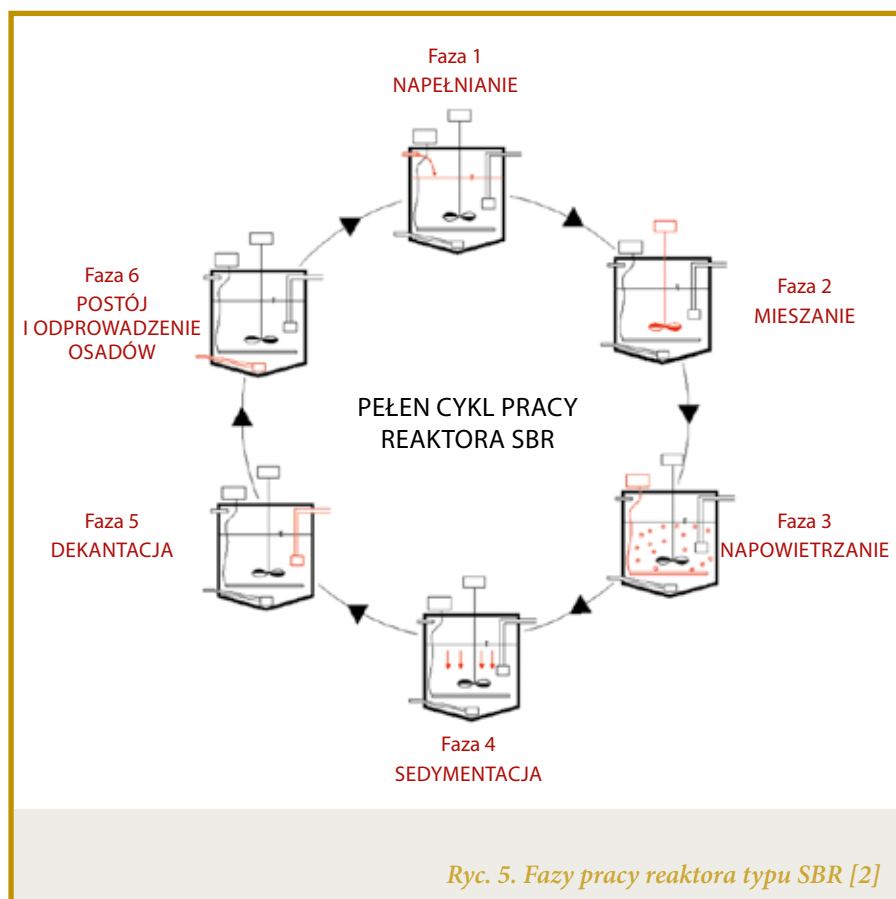 Faza 1
NAPEŁNIANIE
Faza 2
MIESZANIE
Faza 3
NAPOWIETRZANIE
Faza 4
SEDYMENTACJA
Faza 5
DEKANTACJA
Faza 6
POSTÓJ
I ODPROWADZENIE
OSADÓW
PEŁEN CYKL PRACY
REAKTORA SBR
Ryc. 5. Fazy pracy reaktora typu SBR [2]